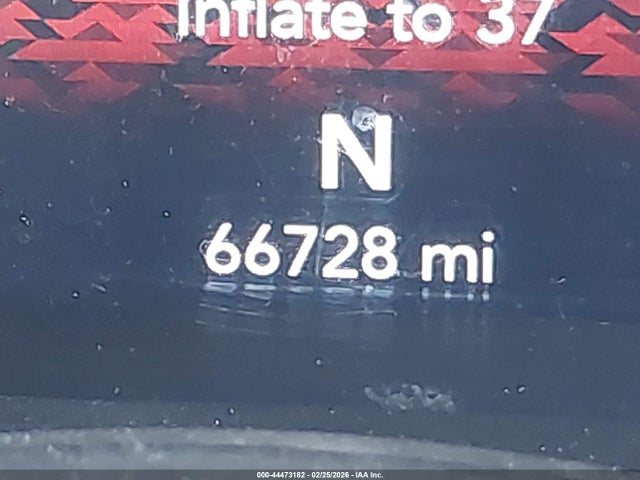 Inflate to 37
N
66728 mi
000-44473182 - 02/25/2026 - IAA Inc.